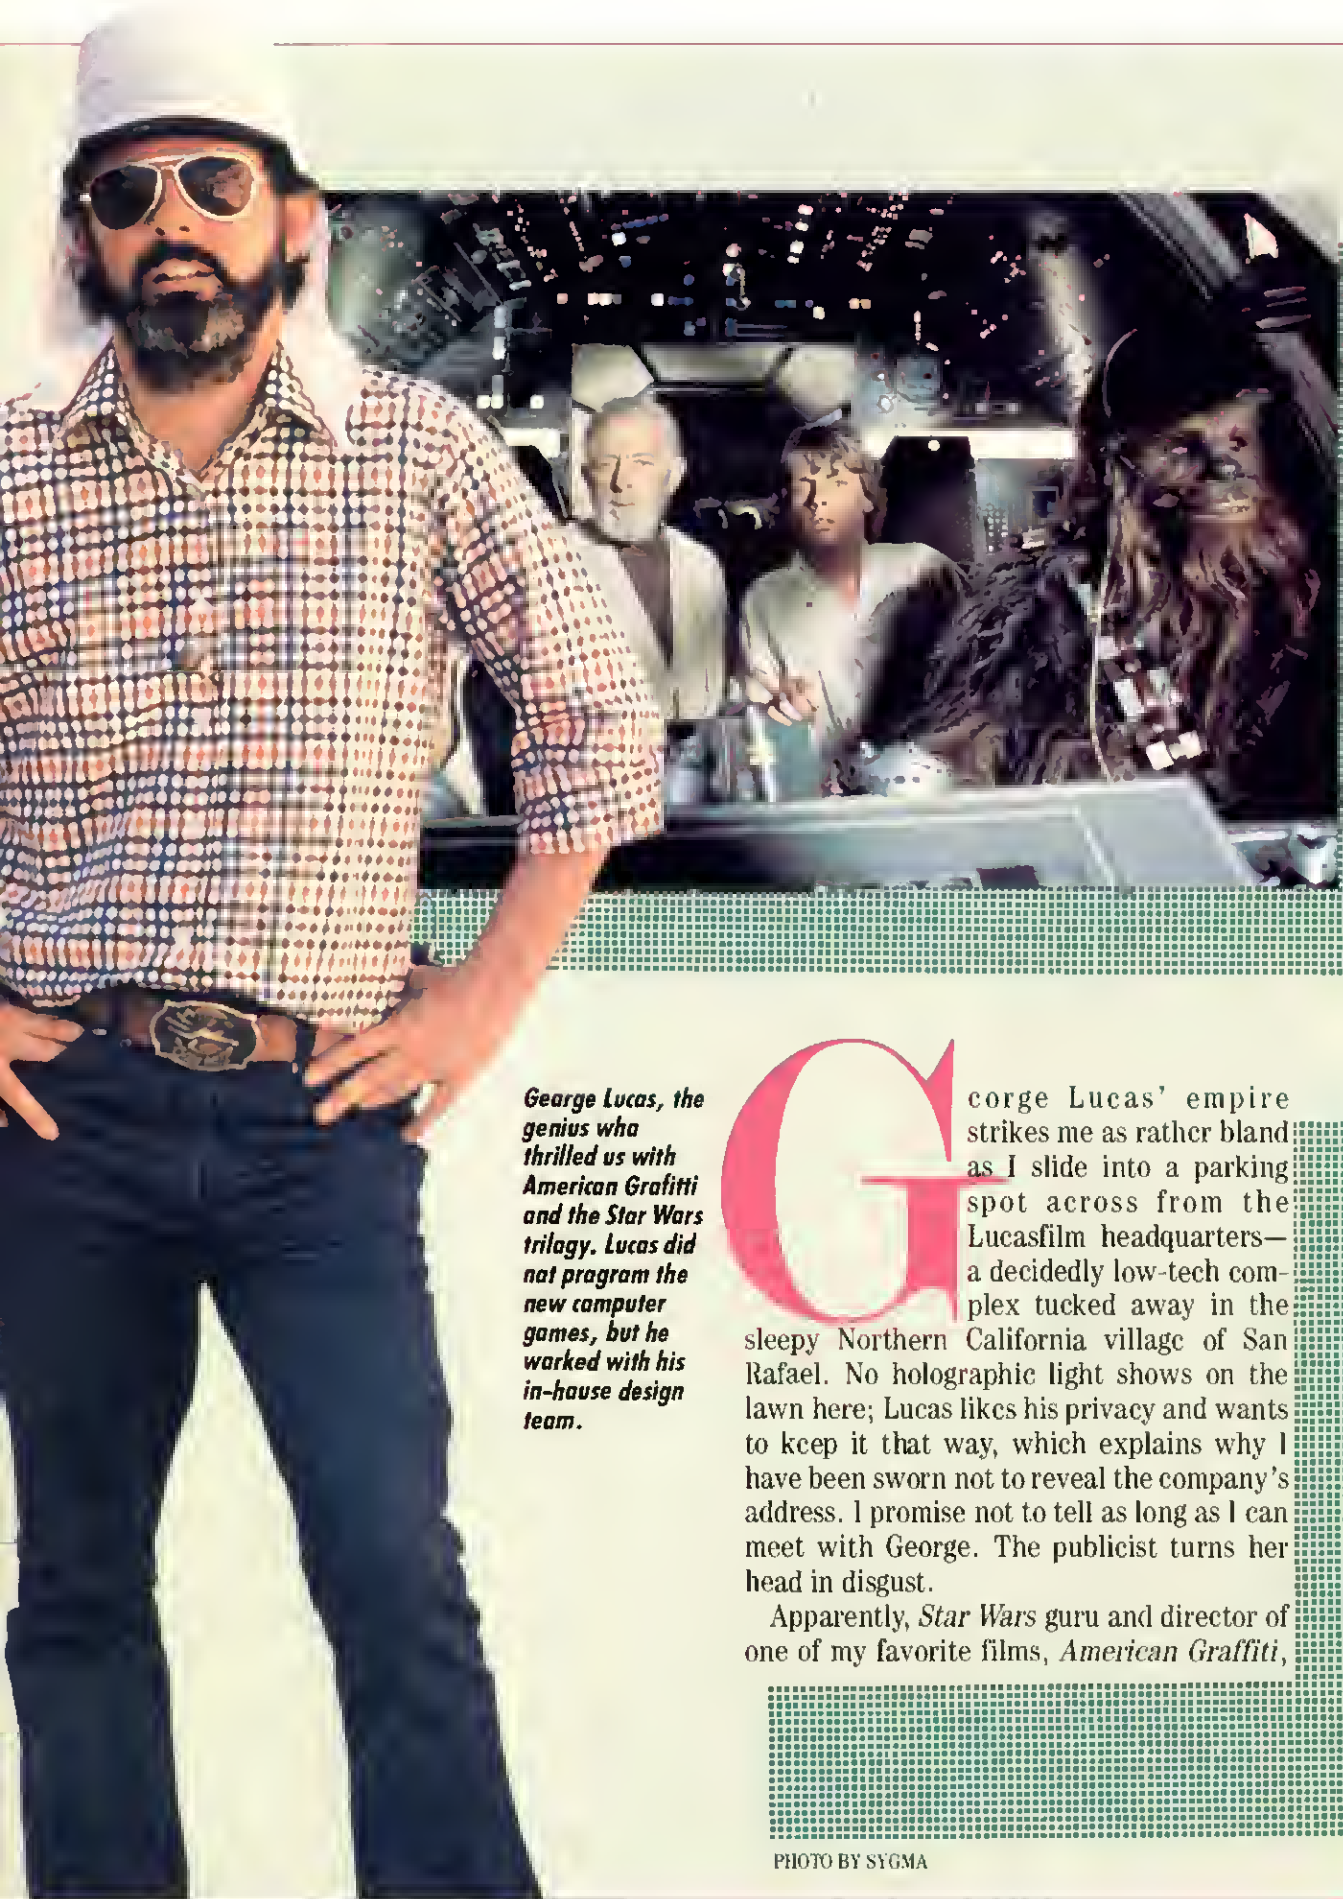 George Lucas, the
genius who
thrilled us with
American Grafitti
and the Star Wars
trilogy. Lucas did
not program the
new computer
games, but he
worked with his
in-house design
team.
George Lucas' empire
strikes me as rather bland
as I slide into a parking
spot across from the
Lucasfilm headquarters—
a decidedly low-tech com-
plex tucked away in the
sleepy Northern California village of San
Rafael. No holographic light shows on the
lawn here; Lucas likes his privacy and wants
to keep it that way, which explains why I
have been sworn not to reveal the company's
address. I promise not to tell as long as I can
meet with George. The publicist turns her
head in disgust.
Apparently, Star Wars guru and director of
one of my favorite films, American Graffiti,
PHOTO BY SYGMA